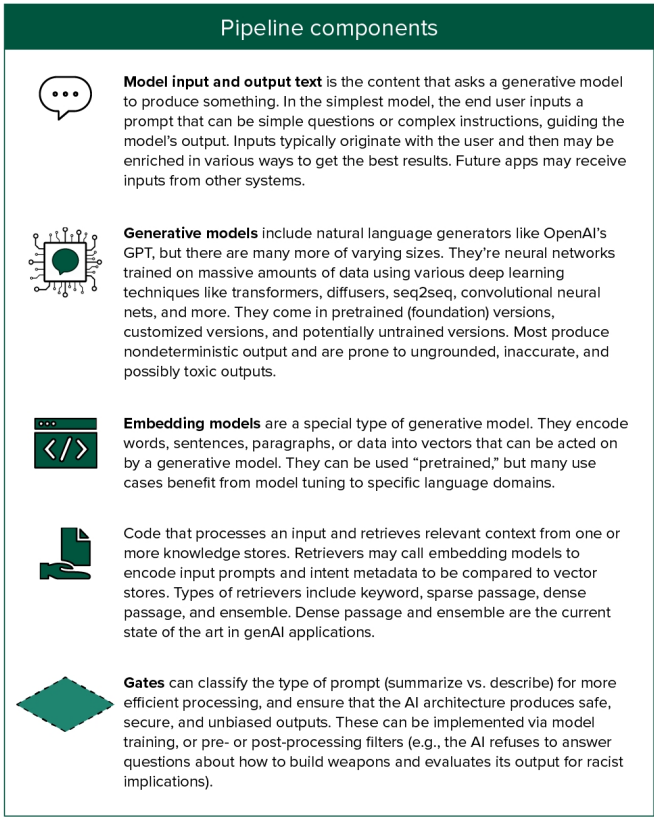 Pipeline components
Model input and output text is the content that asks a generative model
to produce something. In the simplest model, the end user inputs a
prompt that can be simple questions or complex instructions, guiding the
model's output. Inputs typically originate with the user and then may be
enriched in various ways to get the best results. Future apps may receive
inputs from other systems.
Generative models include natural language generators like OpenAI's
GPT, but there are many more of varying sizes. They're neural networks
trained on massive amounts of data using various deep learning
techniques like transformers, diffusers, seq2seq, convolutional neural
nets, and more. They come in pretrained (foundation) versions,
customized versions, and potentially untrained versions. Most produce
nondeterministic output and are prone to ungrounded, inaccurate, and
possibly toxic outputs.
Embedding models are a special type of generative model. They encode
words, sentences, paragraphs, or data into vectors that can be acted on
by a generative model. They can be used “pretrained,” but many use
cases benefit from model tuning to specific language domains.
Code that processes an input and retrieves relevant context from one or
more knowledge stores. Retrievers may call embedding models to
encode input prompts and intent metadata to be compared to vector
stores. Types of retrievers include keyword, sparse passage, dense
passage, and ensemble. Dense passage and ensemble are the current
state of the art in genAI applications.
Gates can classify the type of prompt (summarize vs. describe) for more
efficient processing, and ensure that the AI architecture produces safe,
secure, and unbiased outputs. These can be implemented via model
training, or pre- or post-processing filters (e.g., the AI refuses to answer
questions about how to build weapons and evaluates its output for racist
implications).